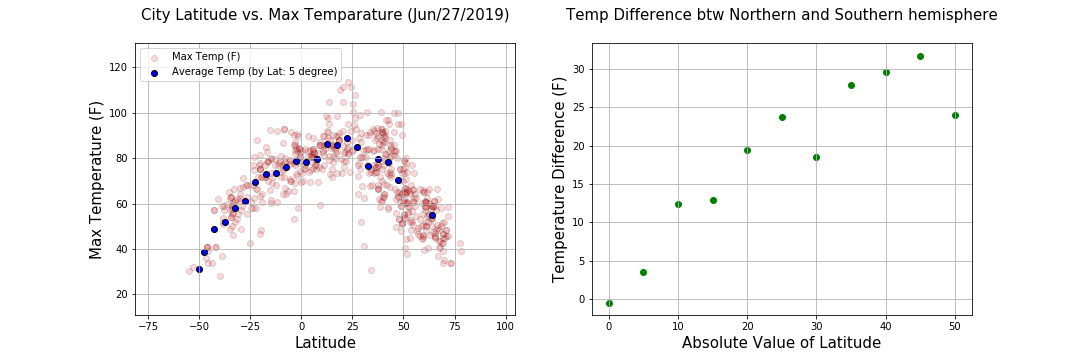 City Latitude vs. Max Temparature (Jun/27/2019)
Max Temp (F)
Average Temp (by Lat: 5 degree)
Max Temperature (F)
120
100
80
60
40
20
−75 −50 −25 0 25 50 75 100
Latitude
Temp Difference btw Northern and Southern hemisphere
Temperature Difference (F)
30
25
20
15
10
5
0
0 10 20 30 40 50
Absolute Value of Latitude